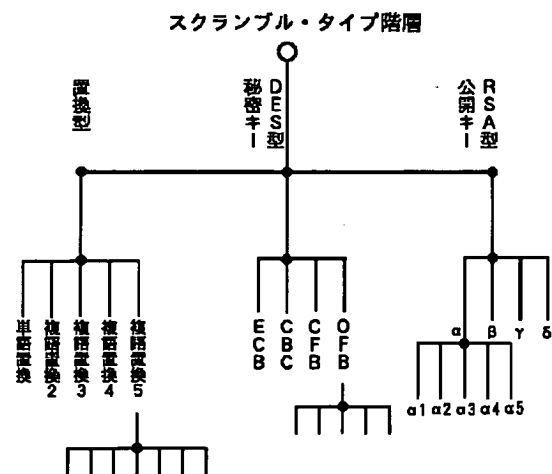 スクランブル・タイプ階層
置換型
DES型
秘密キー
RSA型
公開キー
単語置換
複語置換2
複語置換3
複語置換4
複語置換5
ECB
CBC
CFB
OFB
α
β
γ
δ
α1
α2
α3
α4
α5